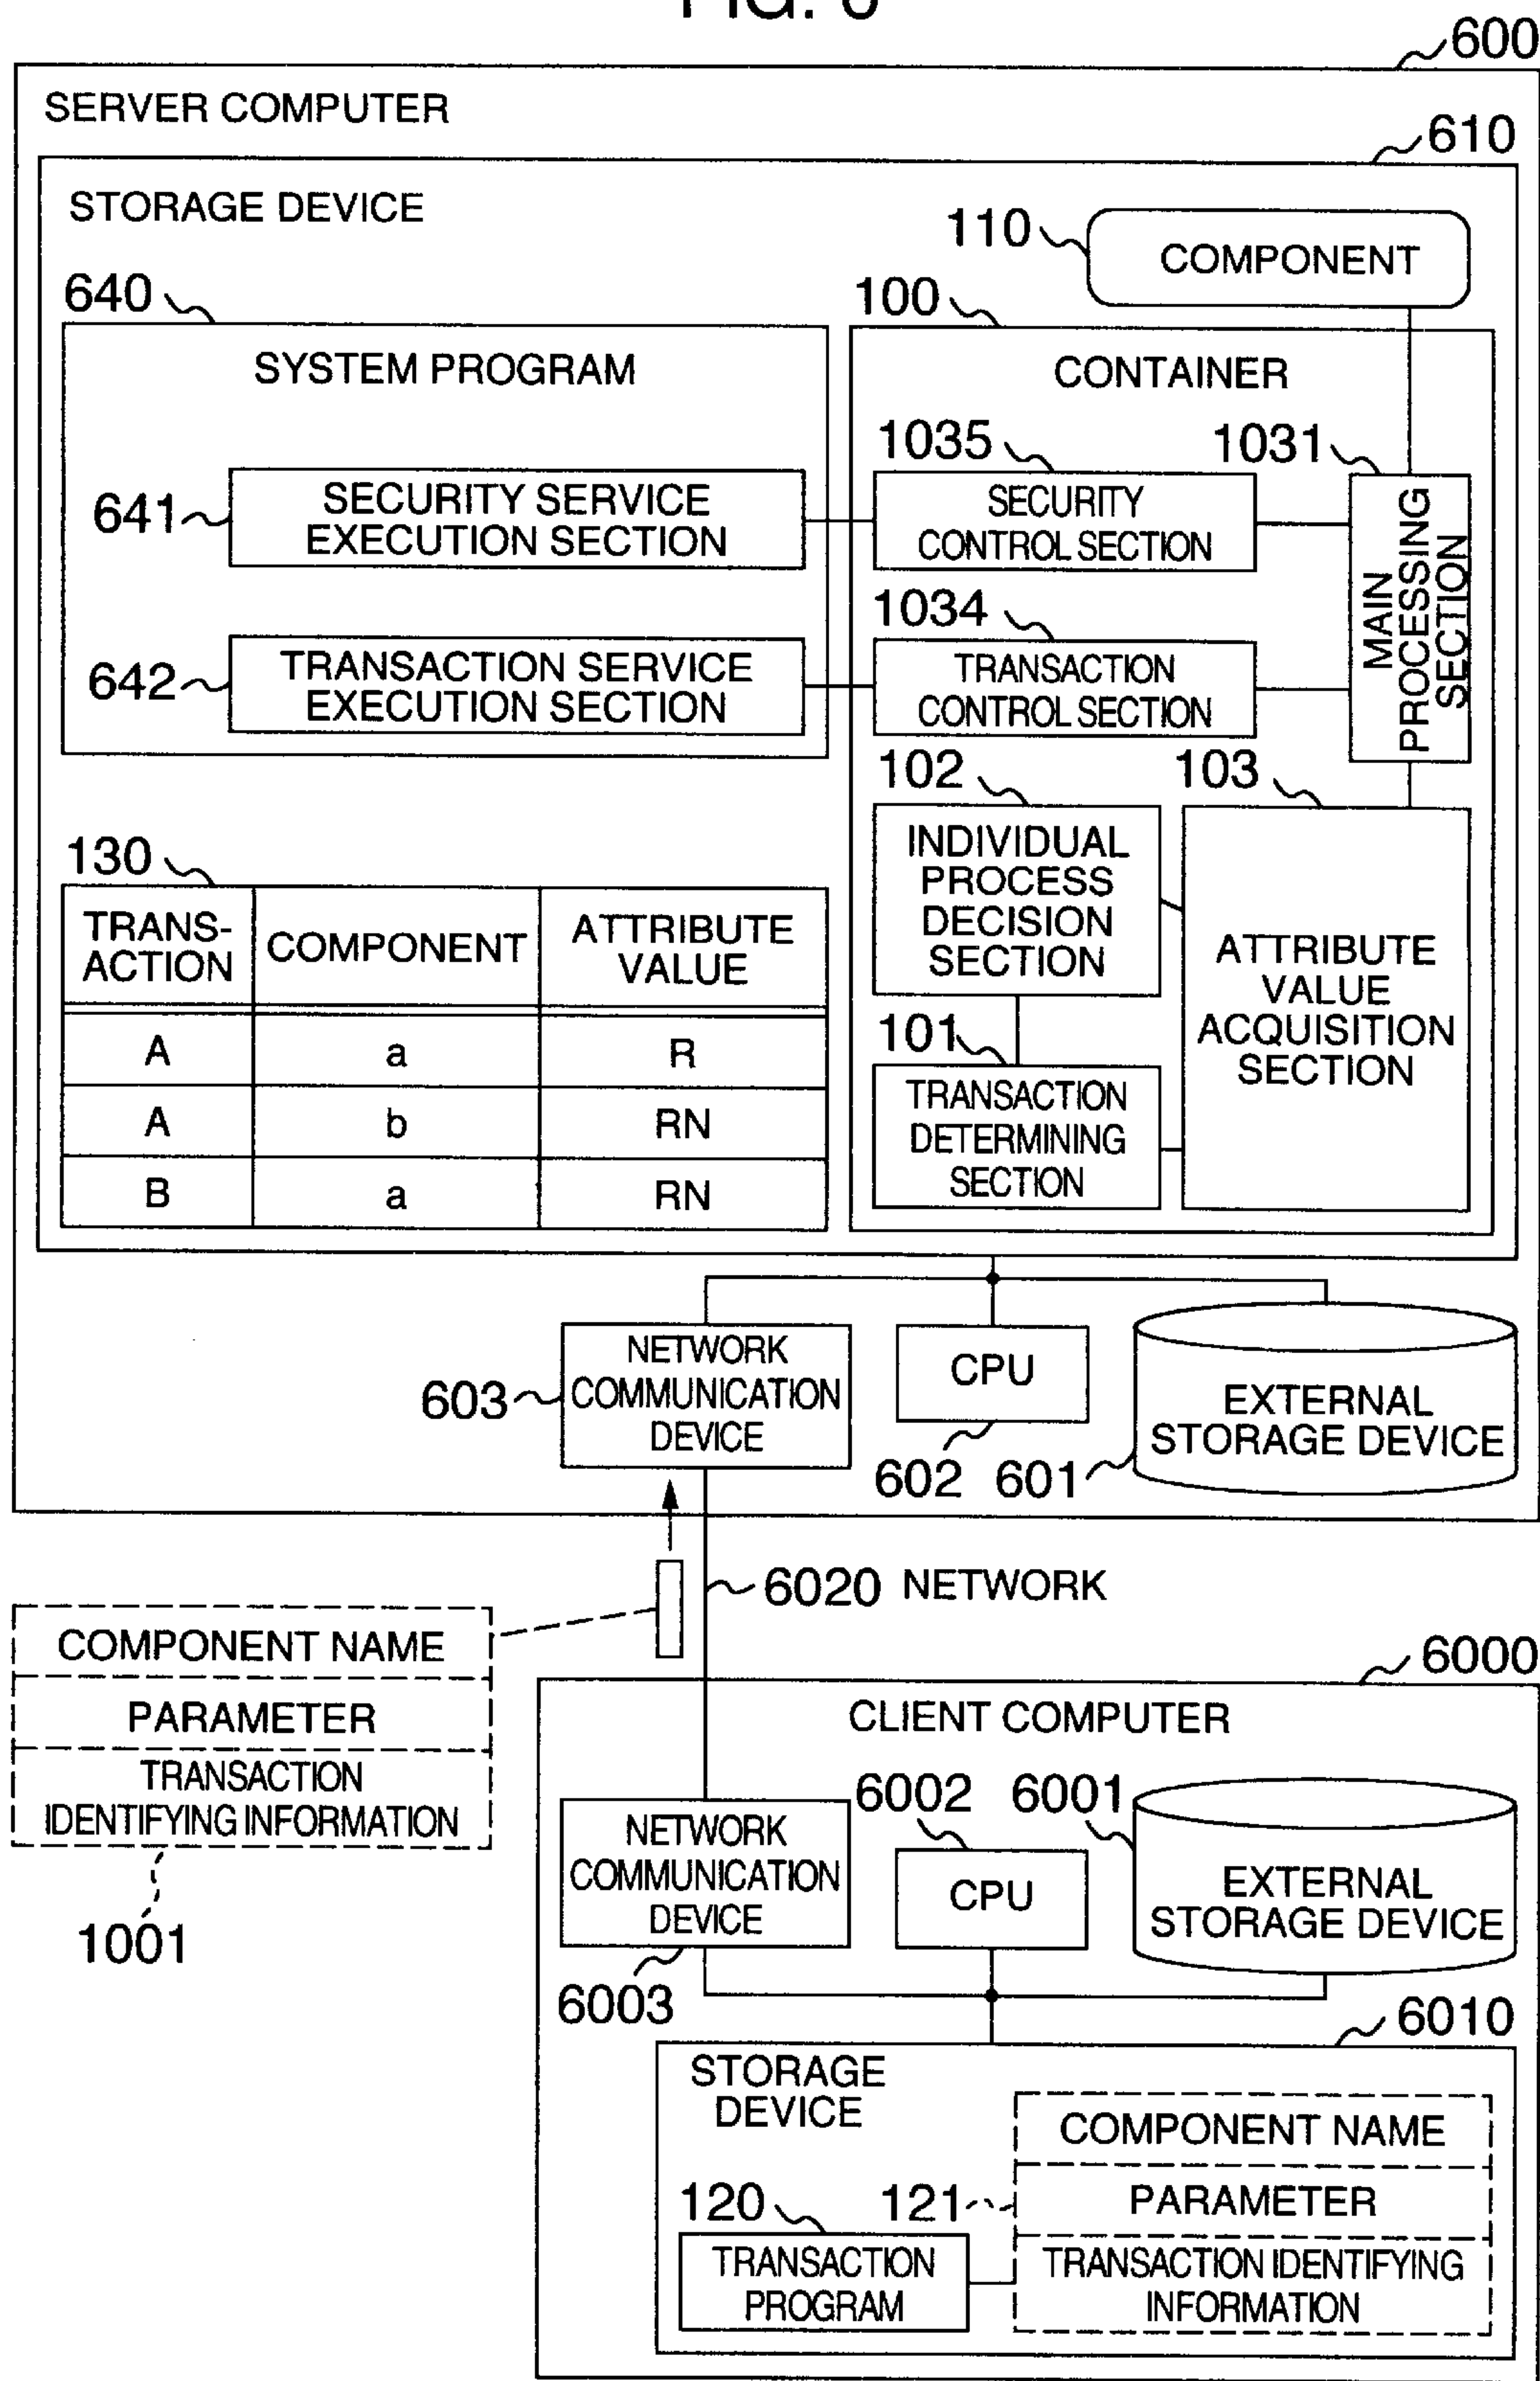 600
SERVER COMPUTER
610
STORAGE DEVICE
110
COMPONENT
640
100
SYSTEM PROGRAM
CONTAINER
1035
1031
641
SECURITY SERVICE
EXECUTION SECTION
SECURITY
CONTROL SECTION
MAIN
PROCESSING
SECTION
1034
642
TRANSACTION SERVICE
EXECUTION SECTION
TRANSACTION
CONTROL SECTION
102
103
INDIVIDUAL
PROCESS
DECISION
SECTION
ATTRIBUTE
VALUE
ACQUISITION
SECTION
101
TRANSACTION
DETERMINING
SECTION
130
TRANS-
ACTION
COMPONENT
ATTRIBUTE
VALUE
A a R
A b RN
B a RN
603
NETWORK
COMMUNICATION
DEVICE
CPU
602
601
EXTERNAL
STORAGE DEVICE
6020 NETWORK
COMPONENT NAME
PARAMETER
TRANSACTION
IDENTIFYING INFORMATION
1001
6000
CLIENT COMPUTER
6002
6001
NETWORK
COMMUNICATION
DEVICE
CPU
EXTERNAL
STORAGE DEVICE
6003
6010
STORAGE
DEVICE
120
TRANSACTION
PROGRAM
121
COMPONENT NAME
PARAMETER
TRANSACTION IDENTIFYING
INFORMATION